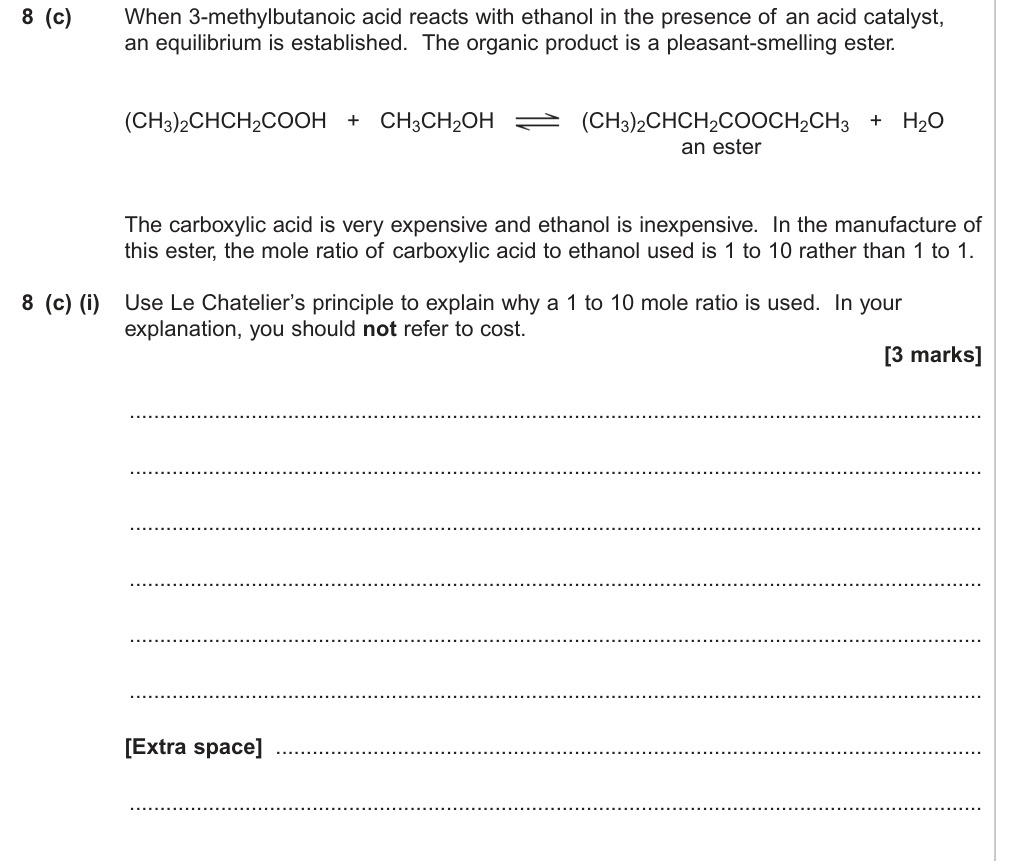 8 (c) When 3-methylbutanoic acid reacts with ethanol in the presence of an acid catalyst,
an equilibrium is established. The organic product is a pleasant-smelling ester.
(CH₃)₂CHCH₂COOH + CH₃CH₂OH ⇌ (CH₃)₂CHCH₂COOCH₂CH₃ + H₂O
an ester
The carboxylic acid is very expensive and ethanol is inexpensive. In the manufacture of
this ester, the mole ratio of carboxylic acid to ethanol used is 1 to 10 rather than 1 to 1.
8 (c) (i) Use Le Chatelier’s principle to explain why a 1 to 10 mole ratio is used. In your
explanation, you should not refer to cost.
[3 marks]
[Extra space]